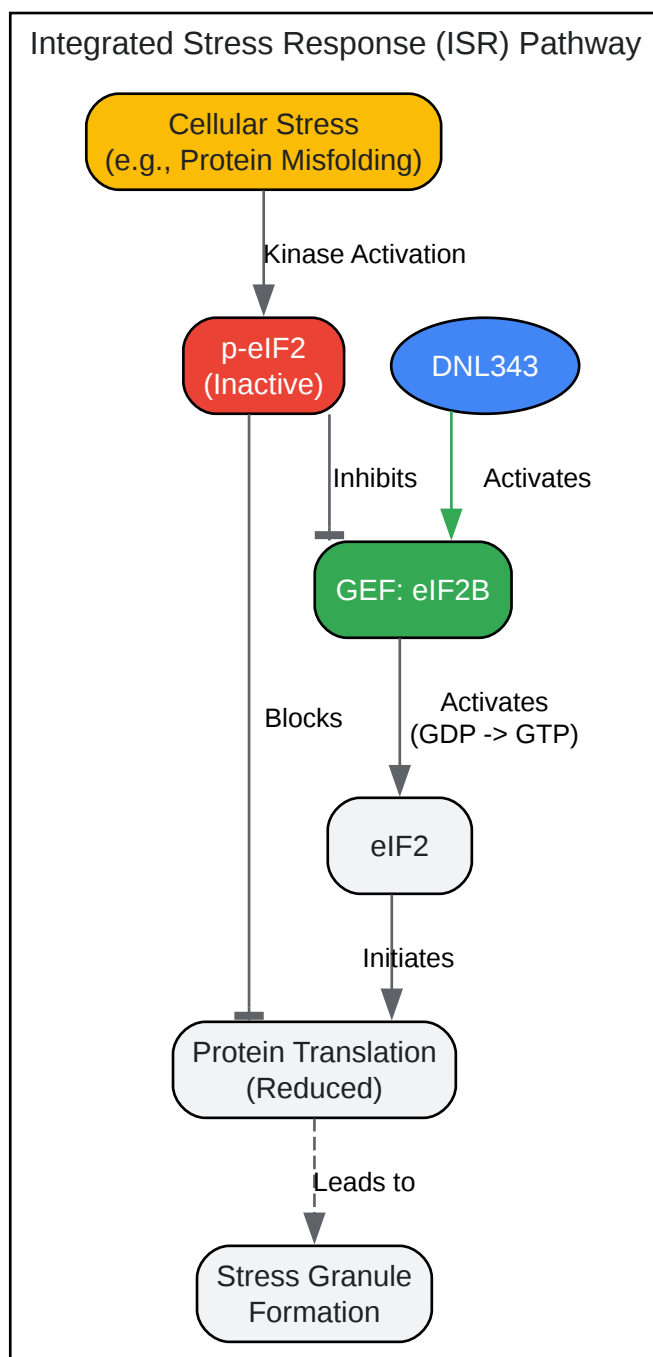 Integrated Stress Response (ISR) Pathway
Cellular Stress
(e.g., Protein Misfolding)
Kinase Activation
p-eIF2
(Inactive)
DNL343
Inhibits
Activates
GEF: eIF2B
Blocks
Activates
(GDP -> GTP)
eIF2
Initiates
Protein Translation
(Reduced)
Leads to
Stress Granule
Formation